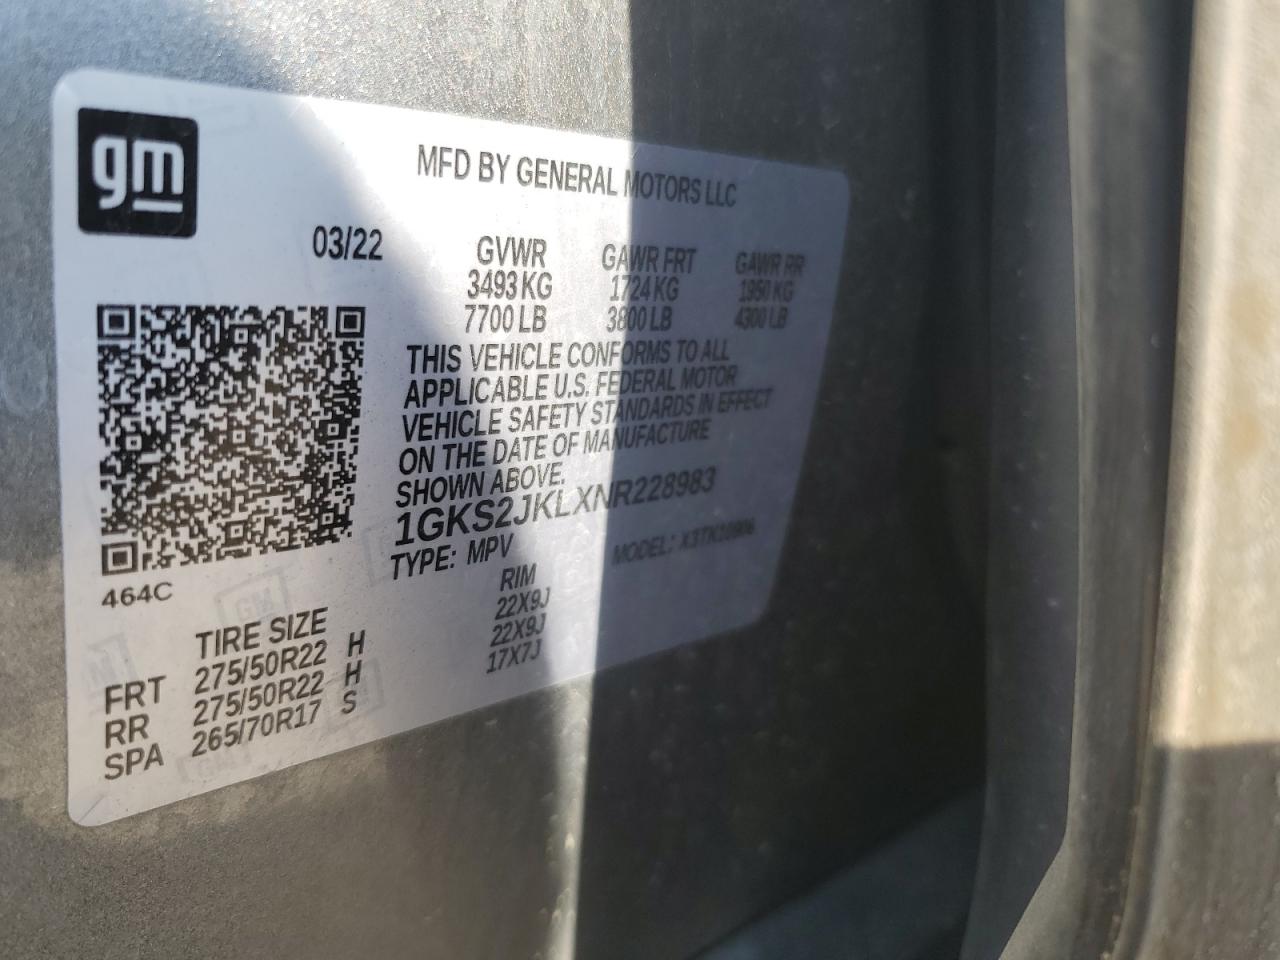 gm
MFD BY GENERAL MOTORS LLC
03/22 GVWR GAWR FRT GAWR RR
3493 KG 1724 KG 1950 KG
7700 LB 3800 LB 4300 LB
THIS VEHICLE CONFORMS TO ALL
APPLICABLE U.S. FEDERAL MOTOR
VEHICLE SAFETY STANDARDS IN EFFECT
ON THE DATE OF MANUFACTURE
SHOWN ABOVE.
1GKS2JKLXNR228983
TYPE: MPV MODEL:
464C
TIRE SIZE RIM
FRT 275/50R22 H 22X9J
RR 275/50R22 H 22X9J
SPA 265/70R17 S 17X7J